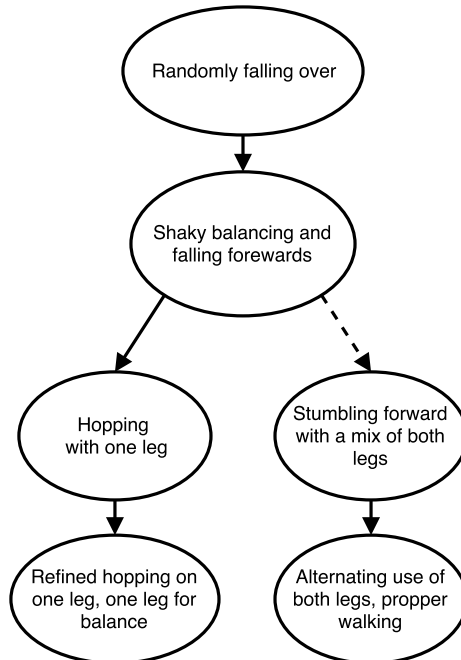 Randomly falling over
Shaky balancing and
falling forewards
Hopping
with one leg
Stumbling forward
with a mix of both
legs
Refined hopping on
one leg, one leg for
balance
Alternating use of
both legs, propper
walking